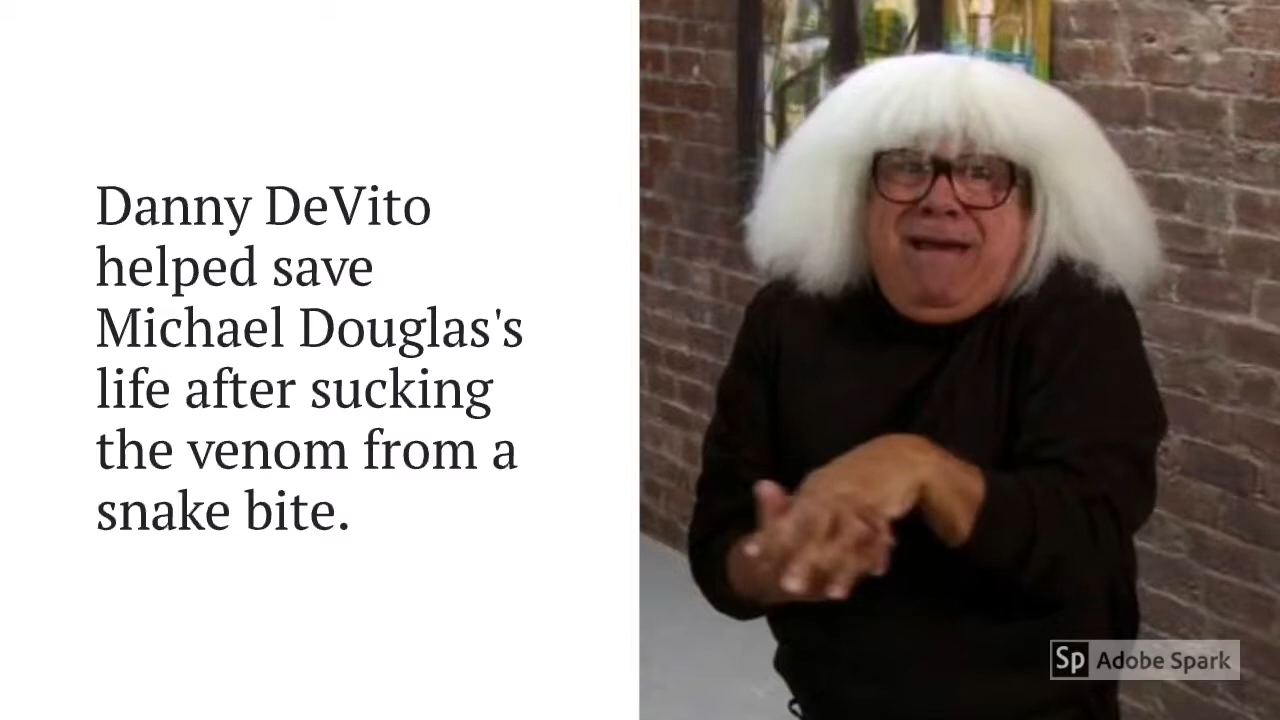 Danny DeVito
helped save
Michael Douglas's
life after sucking
the venom from a
snake bite.
Sp Adobe Spark